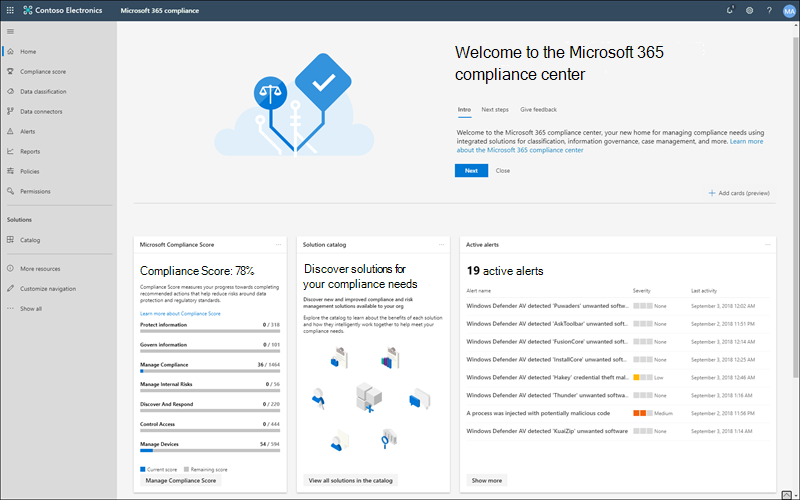 Contoso Electronics
Microsoft 365 compliance
?
MA
Home
Compliance score
Data classification
Data connectors
Alerts
Reports
Policies
Permissions
Solutions
Catalog
More resources
Customize navigation
Show all
Welcome to the Microsoft 365
compliance center
Intro
Next steps
Give feedback
Welcome to the Microsoft 365 compliance center, your new home for managing compliance needs using
integrated solutions for classification, information governance, case management, and more. Learn more
about the Microsoft 365 compliance center
Next
Close
Add cards (preview)
Microsoft Compliance Score
Compliance Score: 78%
Compliance Score measures your progress towards completing
recommended actions that help reduce risks around data
protection and regulatory standards.
Learn more about Compliance Score
Protect information 0 / 318
Govern information 0 / 103
Manage Compliance 36 / 1464
Manage Internal Risks 0 / 56
Discover And Respond 0 / 220
Control Access 0 / 444
Manage Devices 54 / 594
Current score
Remaining score
Manage Compliance Score
Solution catalog
Discover solutions for
your compliance needs
Discover new and improved compliance and risk
management solutions available to your org.
Explore the catalog to learn about the benefits of each solution
and how they intelligently work together to help meet your
compliance needs.
View all solutions in the catalog
Active alerts
19 active alerts
Alert name Severity Last activity
Windows Defender AV detected 'Puwaders' unwanted softw... None September 3, 2018 12:02 AM
Windows Defender AV detected 'AskToolbar' unwanted soft... None September 2, 2018 11:51 PM
Windows Defender AV detected 'FusionCore' unwanted soft... None September 3, 2018 12:14 AM
Windows Defender AV detected 'InstallCore' unwanted soft... None September 3, 2018 12:25 AM
Windows Defender AV detected 'Hakey' credential theft mal... Low September 3, 2018 12:46 AM
Windows Defender AV detected 'Thunder' unwanted softwa... None September 3, 2018 1:16 AM
A process was injected with potentially malicious code Medium September 2, 2018 11:56 PM
Windows Defender AV detected 'KuaiZip' unwanted software None September 3, 2018 1:14 AM
Show more